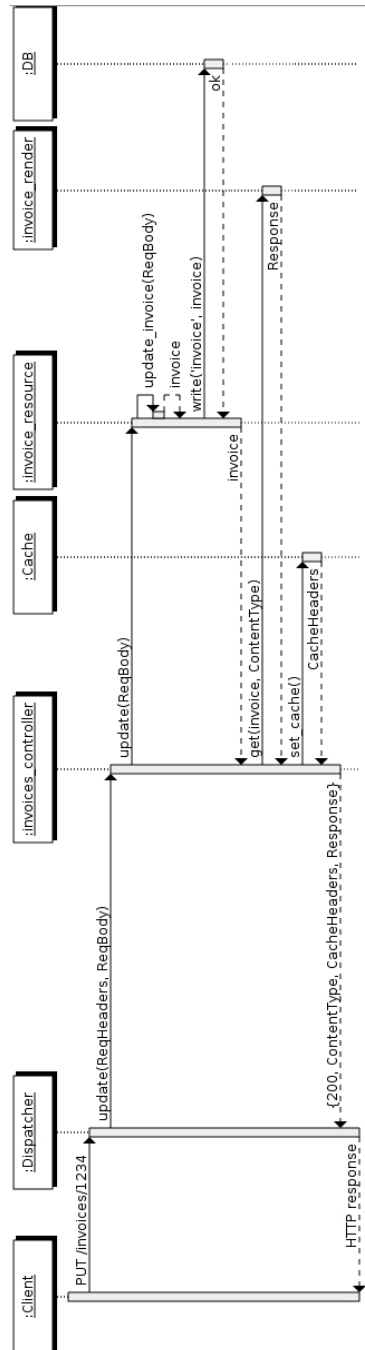 :Client
:Dispatcher
:invoices_controller
:Cache
:invoice_resource
:invoice_render
:DB
PUT /invoices/1234
update(ReqHeaders, ReqBody)
update(ReqBody)
update_invoice(ReqBody)
invoice
write('invoice', invoice)
ok
invoice
get(invoice, ContentType)
Response
set_cache()
CacheHeaders
{200, ContentType, CacheHeaders, Response}
HTTP response